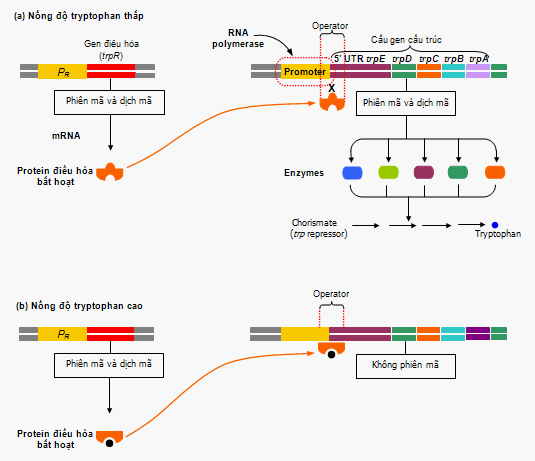 (a) Nồng độ tryptophan thấp
Operator
RNA
polymerase
Gen điều hòa
(trpR)
Cấu gen cấu trúc
5' UTR trpE trpD trpC trpB trpA
PR
Promoter
X
Phiên mã và dịch mã
Phiên mã và dịch mã
mRNA
Protein điều hòa
bất hoạt
Enzymes
Chorismate
(trp repressor)
Tryptophan
(b) Nồng độ tryptophan cao
Operator
PR
Phiên mã và dịch mã
Không phiên mã
Protein điều hòa
bất hoạt